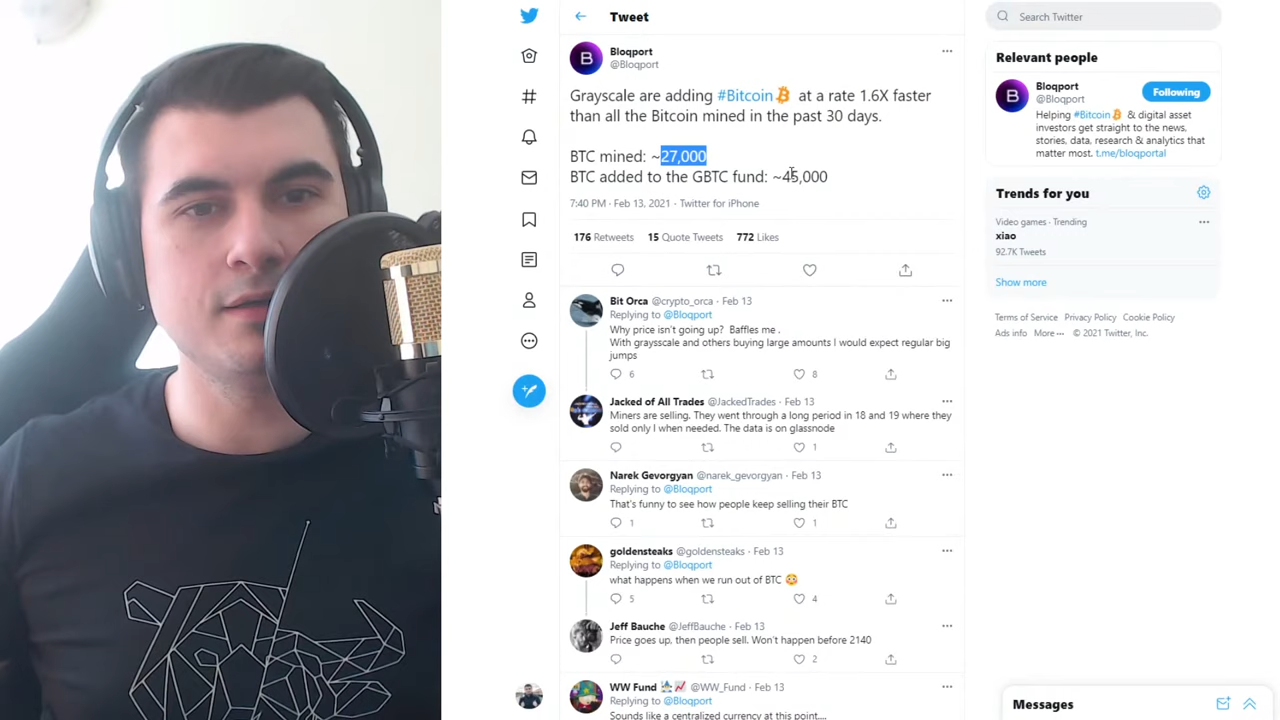 Tweet
Search Twitter
B
Bloqport
@Bloqport
Grayscale are adding #Bitcoin at a rate 1.6X faster
than all the Bitcoin mined in the past 30 days.
BTC mined: ~27,000
BTC added to the GBTC fund: ~45,000
7:40 PM · Feb 13, 2021 · Twitter for iPhone
176 Retweets 15 Quote Tweets 772 Likes
Bit Orca @crypto_orca · Feb 13
Replying to @Bloqport
Why price isn't going up? Baffles me .
With graysscale and others buying large amounts I would expect regular big
jumps
6 8
Jacked of All Trades @JackedTrades · Feb 13
Miners are selling. They went through a long period in 18 and 19 where they
sold only I when needed. The data is on glassnode
1
Narek Gevorgyan @narek_gevorgyan · Feb 13
Replying to @Bloqport
That's funny to see how people keep selling their BTC
1 1
goldensteaks @goldensteaks · Feb 13
Replying to @Bloqport
what happens when we run out of BTC
5 4
Jeff Bauche @JeffBauche · Feb 13
Price goes up, then people sell. Won't happen before 2140
2
WW Fund @WW_Fund · Feb 13
Replying to @Bloqport
Sounds like a centralized currency at this point....
Relevant people
B
Bloqport
@Bloqport
Following
Helping #Bitcoin & digital asset
investors get straight to the news,
stories, data, research & analytics that
matter most. t.me/bloqportal
Trends for you
Video games · Trending
xiao
92.7K Tweets
Show more
Terms of Service Privacy Policy Cookie Policy
Ads info More © 2021 Twitter, Inc.
Messages